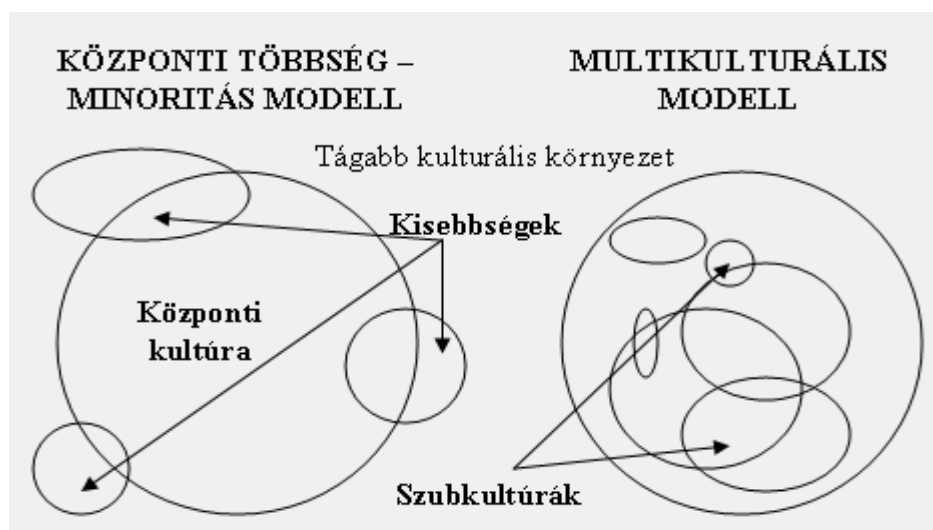 KÖZPONTI TÖBBSÉG –
MINORITÁS MODELL
MULTIKULTURÁLIS
MODELL
Tágabb kulturális környezet
Kisebbségek
Központi
kultúra
Szubkultúrák